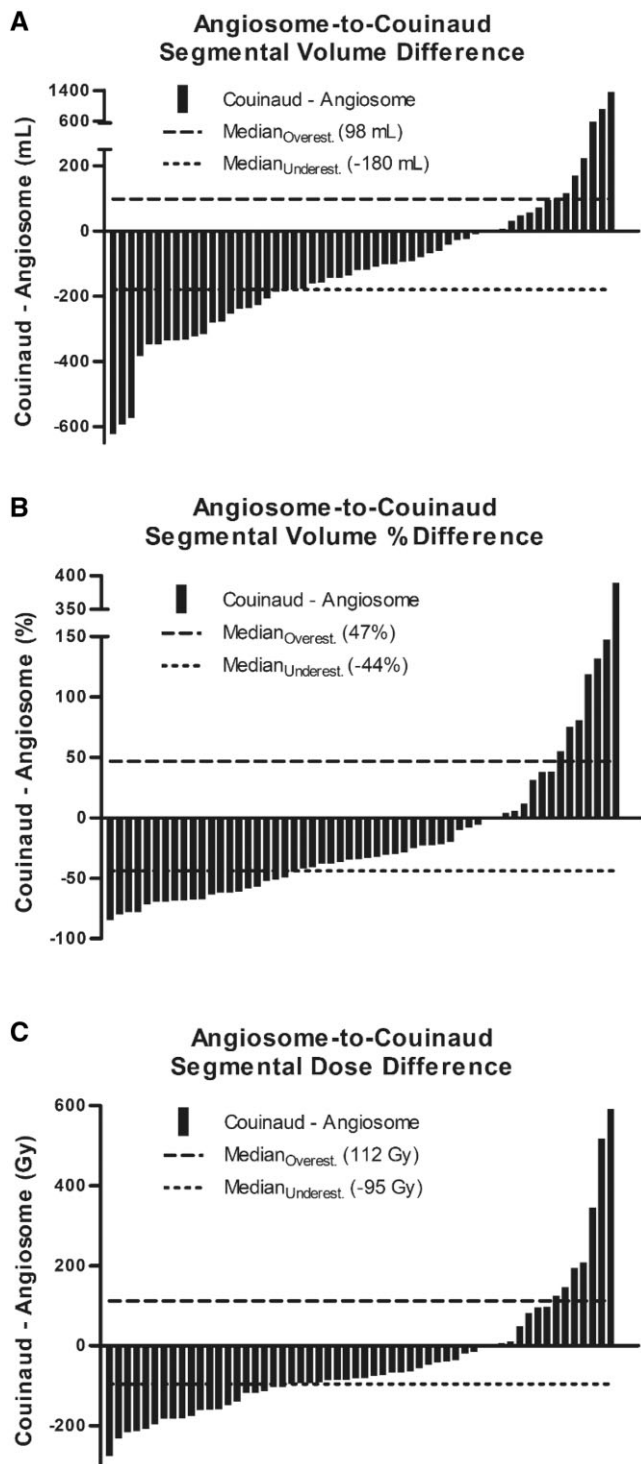 A
Angiosome-to-Couinaud
Segmental Volume Difference
Couinaud - Angiosome (mL)
1400
600
200
0
-200
-400
-600
Couinaud - Angiosome
MedianOverest. (98 mL)
MedianUnderest. (-180 mL)
B
Angiosome-to-Couinaud
Segmental Volume % Difference
Couinaud - Angiosome (%)
400
350
150
100
50
0
-50
-100
Couinaud - Angiosome
MedianOverest. (47%)
MedianUnderest. (-44%)
C
Angiosome-to-Couinaud
Segmental Dose Difference
Couinaud - Angiosome (Gy)
600
400
200
0
-200
Couinaud - Angiosome
MedianOverest. (112 Gy)
MedianUnderest. (-95 Gy)